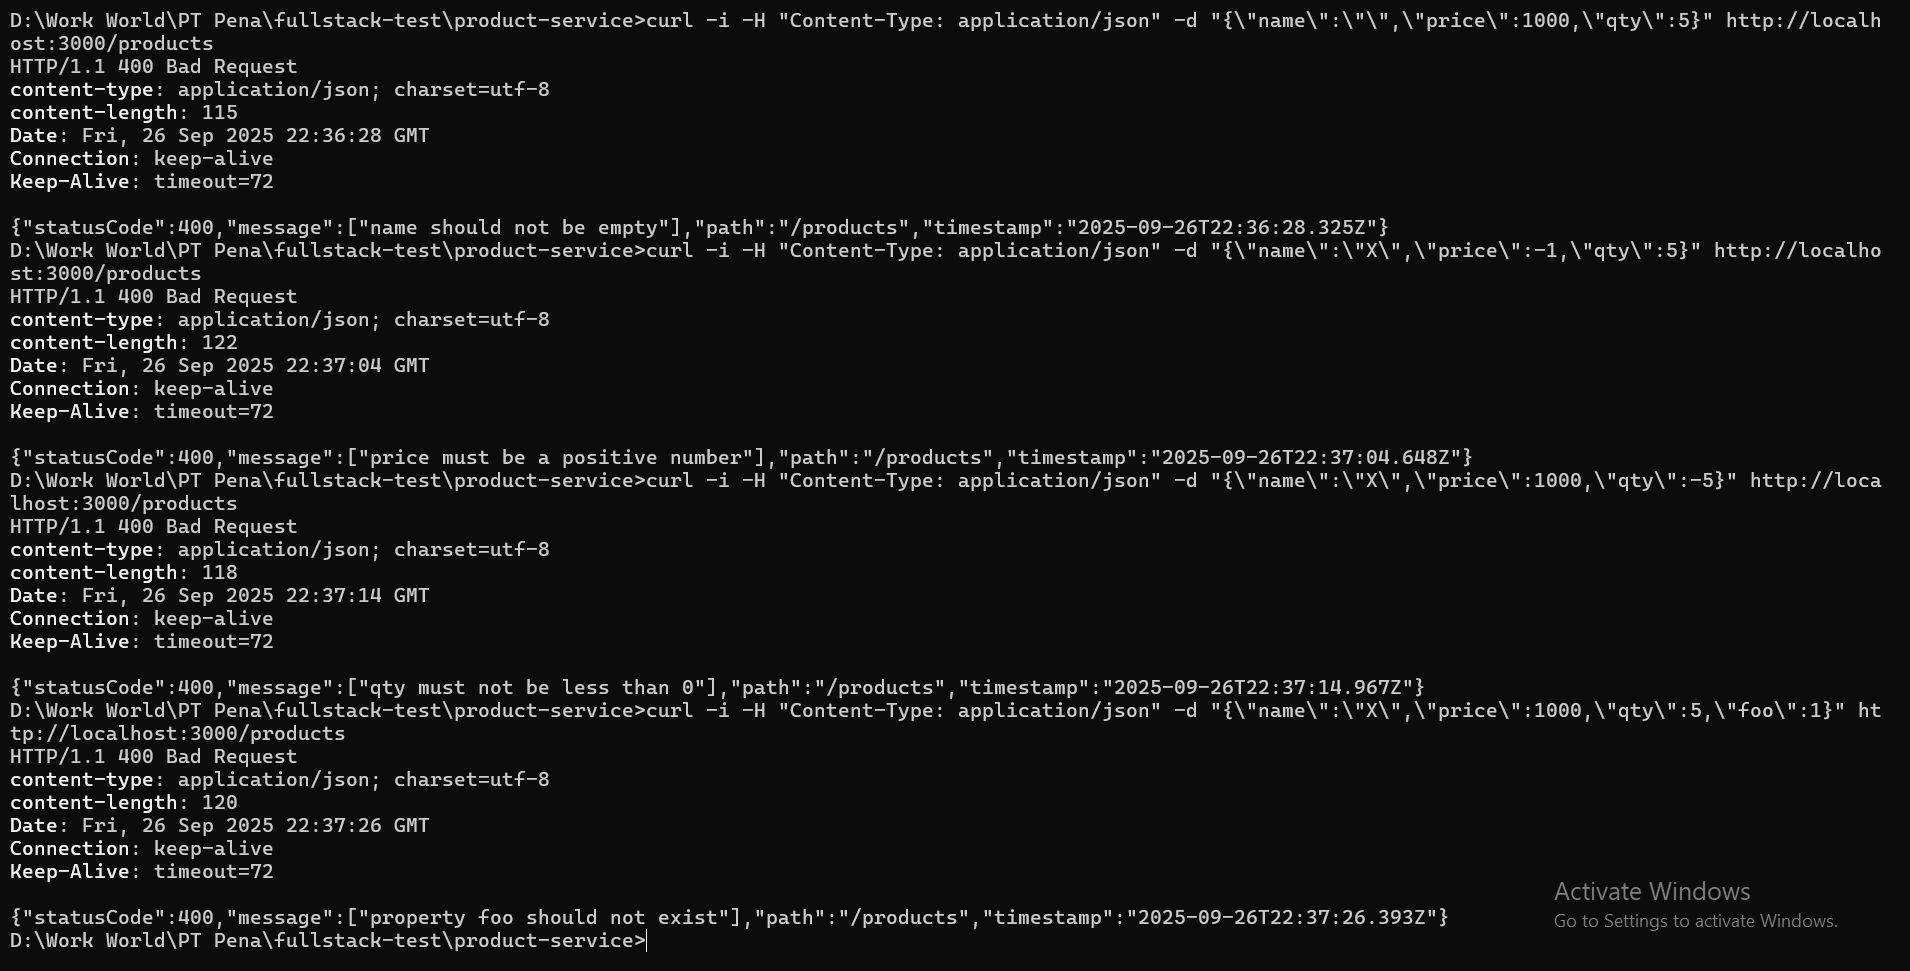 D:\Work World\PT Pena\fullstack-test\product-service>curl -i -H "Content-Type: application/json" -d "{\"name\":\"\",\"price\":1000,\"qty\":5}" http://localh
ost:3000/products
HTTP/1.1 400 Bad Request
content-type: application/json; charset=utf-8
content-length: 115
Date: Fri, 26 Sep 2025 22:36:28 GMT
Connection: keep-alive
Keep-Alive: timeout=72

{"statusCode":400,"message":["name should not be empty"],"path":"/products","timestamp":"2025-09-26T22:36:28.325Z"}
D:\Work World\PT Pena\fullstack-test\product-service>curl -i -H "Content-Type: application/json" -d "{\"name\":\"X\",\"price\":-1,\"qty\":5}" http://localho
st:3000/products
HTTP/1.1 400 Bad Request
content-type: application/json; charset=utf-8
content-length: 122
Date: Fri, 26 Sep 2025 22:37:04 GMT
Connection: keep-alive
Keep-Alive: timeout=72

{"statusCode":400,"message":["price must be a positive number"],"path":"/products","timestamp":"2025-09-26T22:37:04.648Z"}
D:\Work World\PT Pena\fullstack-test\product-service>curl -i -H "Content-Type: application/json" -d "{\"name\":\"X\",\"price\":1000,\"qty\":-5}" http://loca
lhost:3000/products
HTTP/1.1 400 Bad Request
content-type: application/json; charset=utf-8
content-length: 118
Date: Fri, 26 Sep 2025 22:37:14 GMT
Connection: keep-alive
Keep-Alive: timeout=72

{"statusCode":400,"message":["qty must not be less than 0"],"path":"/products","timestamp":"2025-09-26T22:37:14.967Z"}
D:\Work World\PT Pena\fullstack-test\product-service>curl -i -H "Content-Type: application/json" -d "{\"name\":\"X\",\"price\":1000,\"qty\":5,\"foo\":1}" ht
tp://localhost:3000/products
HTTP/1.1 400 Bad Request
content-type: application/json; charset=utf-8
content-length: 120
Date: Fri, 26 Sep 2025 22:37:26 GMT
Connection: keep-alive
Keep-Alive: timeout=72

{"statusCode":400,"message":["property foo should not exist"],"path":"/products","timestamp":"2025-09-26T22:37:26.393Z"}
D:\Work World\PT Pena\fullstack-test\product-service>
Activate Windows
Go to Settings to activate Windows.